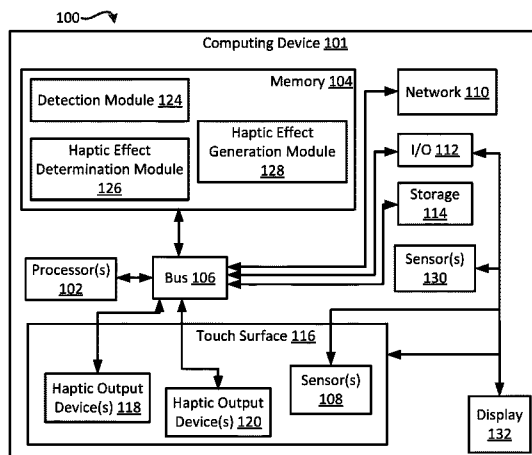 100
Computing Device 101
Memory 104
Detection Module 124
Haptic Effect
Determination Module
126
Haptic Effect
Generation Module
128
Network 110
I/O 112
Storage
114
Sensor(s)
130
Processor(s)
102
Bus 106
Touch Surface 116
Haptic Output
Device(s) 118
Haptic Output
Device(s) 120
Sensor(s)
108
Display
132